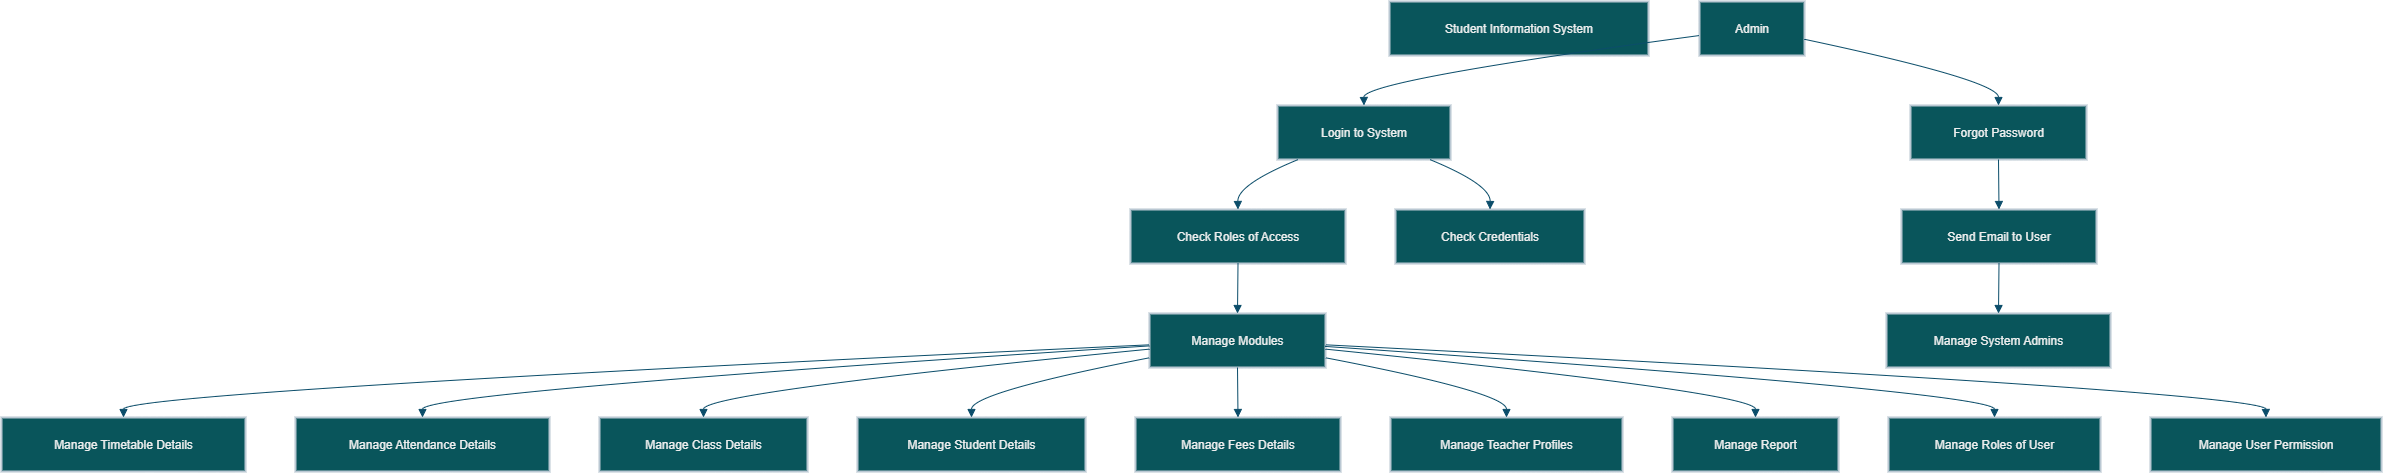 Student Information System
Admin
Login to System
Forgot Password
Check Roles of Access
Check Credentials
Send Email to User
Manage Modules
Manage System Admins
Manage Timetable Details
Manage Attendance Details
Manage Class Details
Manage Student Details
Manage Fees Details
Manage Teacher Profiles
Manage Report
Manage Roles of User
Manage User Permission